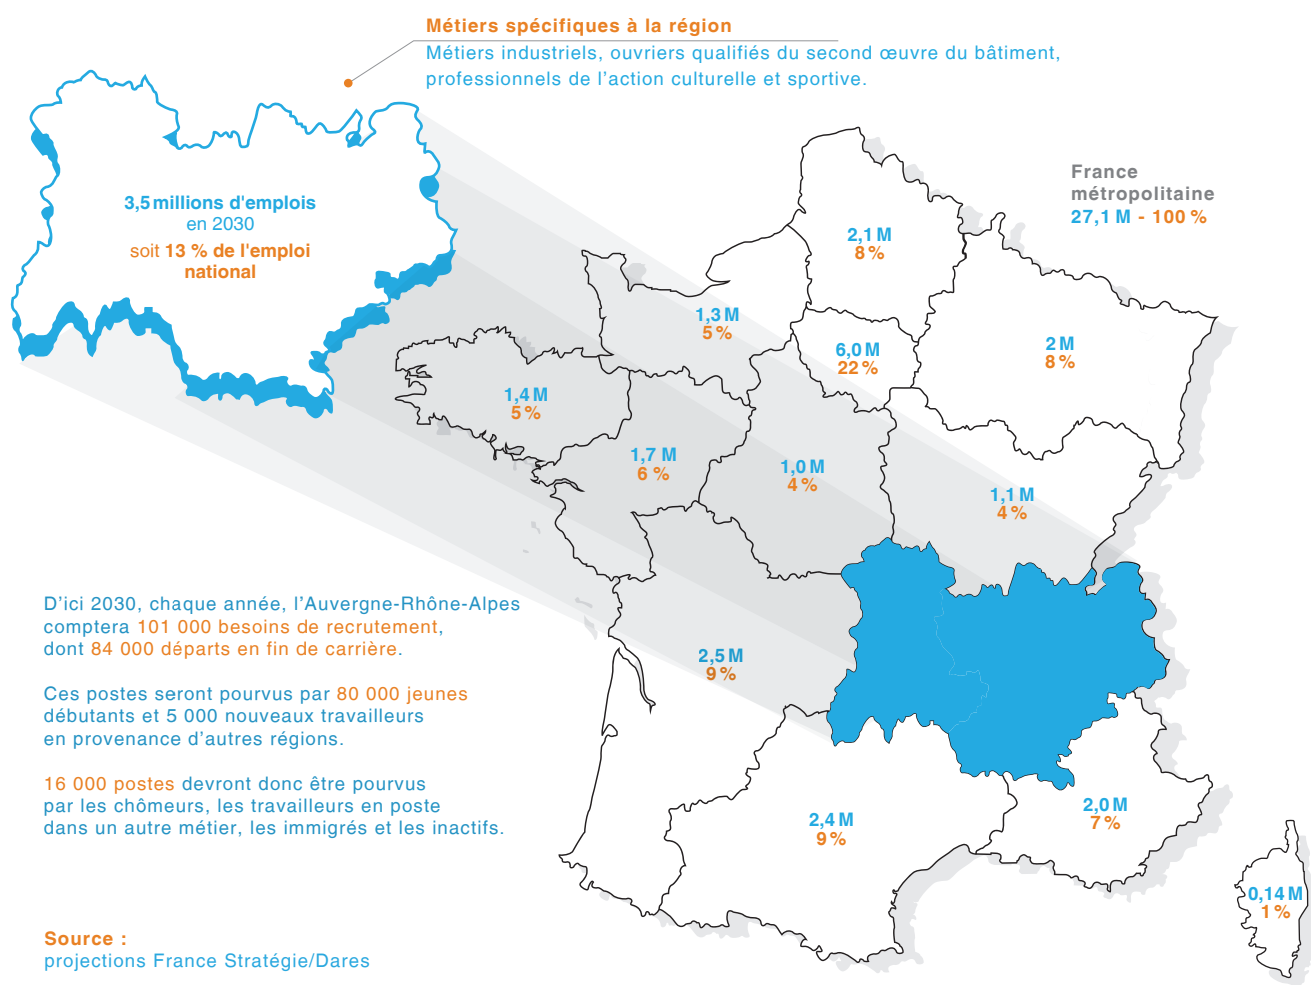 Métiers spécifiques à la région
Métiers industriels, ouvriers qualifiés du second œuvre du bâtiment,
professionnels de l'action culturelle et sportive.
3,5 millions d'emplois
en 2030
soit 13 % de l'emploi
national
France
métropolitaine
27,1 M - 100 %
2,1 M
8 %
1,3 M
5 %
6,0 M
22 %
2 M
8 %
1,4 M
5 %
1,7 M
6 %
1,0 M
4 %
1,1 M
4 %
2,5 M
9 %
2,4 M
9 %
2,0 M
7 %
0,14 M
1 %
D'ici 2030, chaque année, l'Auvergne-Rhône-Alpes
comptera 101 000 besoins de recrutement,
dont 84 000 départs en fin de carrière.
Ces postes seront pourvus par 80 000 jeunes
débutants et 5 000 nouveaux travailleurs
en provenance d'autres régions.
16 000 postes devront donc être pourvus
par les chômeurs, les travailleurs en poste
dans un autre métier, les immigrés et les inactifs.
Source :
projections France Stratégie/Dares